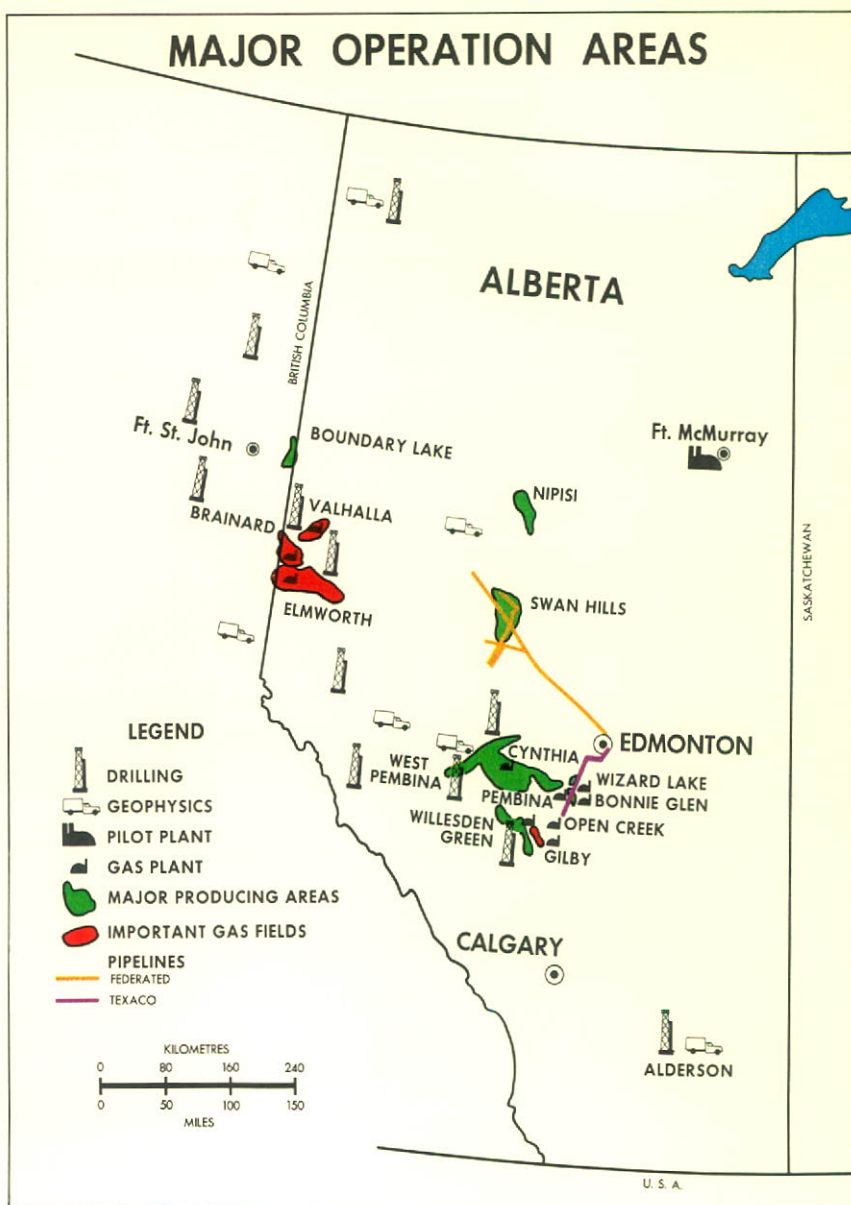 MAJOR OPERATION AREAS
ALBERTA
BRITISH COLUMBIA
Ft. St. John
BOUNDARY LAKE
Ft. McMurray
NIPISI
VALHALLA
BRAINARD
SASKATCHEWAN
ELMWORTH
SWAN HILLS
EDMONTON
CYNTHIA
WEST
PEMBINA
WIZARD LAKE
PEMBINA
BONNIE GLEN
WILLESDEN
GREEN
OPEN CREEK
GILBY
CALGARY
ALDERSON
U. S. A.
LEGEND
DRILLING
GEOPHYSICS
PILOT PLANT
GAS PLANT
MAJOR PRODUCING AREAS
IMPORTANT GAS FIELDS
PIPELINES
FEDERATED
TEXACO
KILOMETRES
0 80 160 240
0 50 100 150
MILES